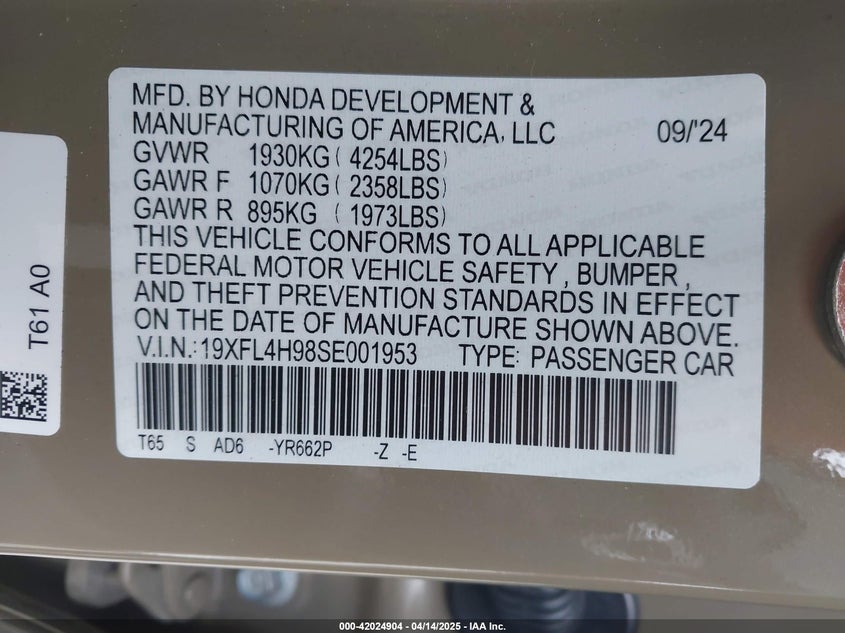 MFD. BY HONDA DEVELOPMENT &
MANUFACTURING OF AMERICA, LLC 09/'24
GVWR 1930KG ( 4254LBS)
GAWR F 1070KG ( 2358LBS)
GAWR R 895KG ( 1973LBS)
THIS VEHICLE CONFORMS TO ALL APPLICABLE
FEDERAL MOTOR VEHICLE SAFETY , BUMPER ,
AND THEFT PREVENTION STANDARDS IN EFFECT
ON THE DATE OF MANUFACTURE SHOWN ABOVE.
V.I.N.:19XFL4H98SE001953 TYPE: PASSENGER CAR
T65 S AD6 -YR662P -Z -E
T61 A0
000-42024904 / 04/14/2025 - IAA Inc.